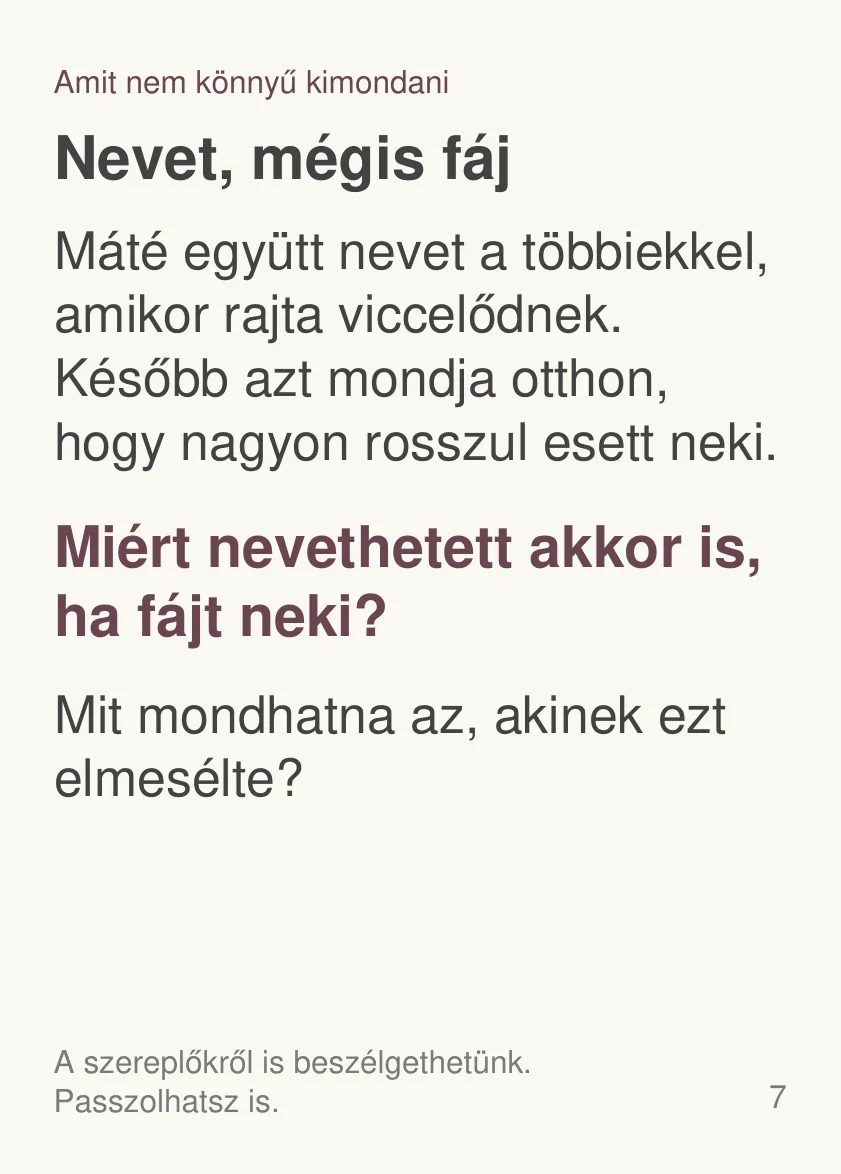 Amit nem könnyű kimondani
Nevet, mégis fáj
Máté együtt nevet a többiekkel,
amikor rajta viccelődnek.
Később azt mondja otthon,
hogy nagyon rosszul esett neki.
Miért nevethetett akkor is,
ha fájt neki?
Mit mondhatna az, akinek ezt
elmesélte?
A szereplőkről is beszélgethetünk.
Passzolhatsz is.
7